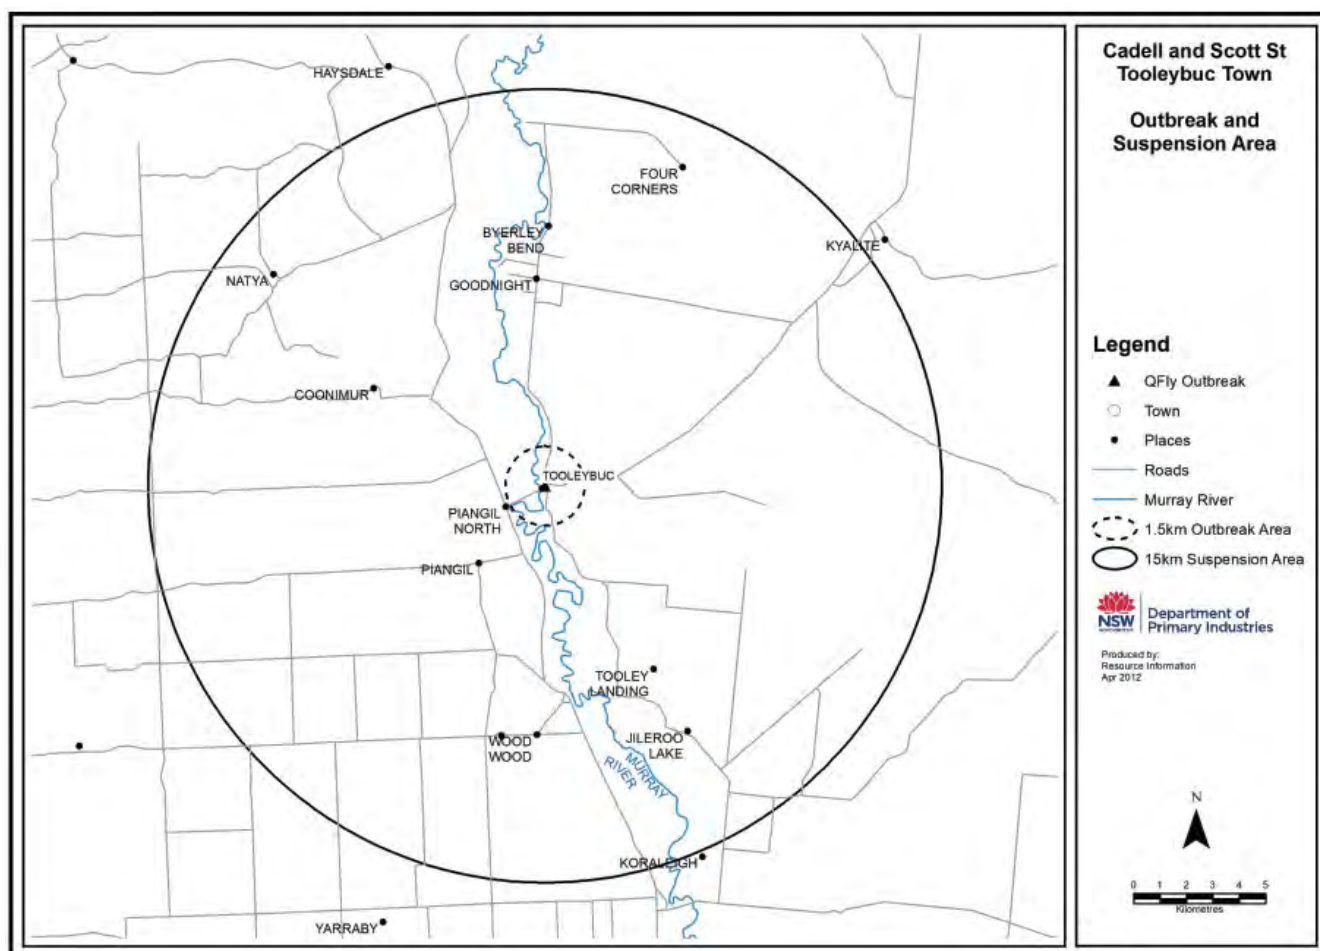 Cadell and Scott St
Tooleybuc Town
Outbreak and
Suspension Area
HAYSDALE
FOUR
CORNERS
BYERLEY
BEND
KYALITE
NATYA
GOODNIGHT
COONIMUR
TOOLEYBUC
PIANGIL
NORTH
PIANGIL
TOOLEY
LANDING
WOOD
WOOD
JILEROO
LAKE
MURRAY
RIVER
KORALEIGH
YARRABY
Legend
QFly Outbreak
Town
Places
Roads
Murray River
1.5km Outbreak Area
15km Suspension Area
NSW
Department of
Primary Industries
Produced by:
Resource Information
Apr 2012
N
0 1 2 3 4 5
Kilometres